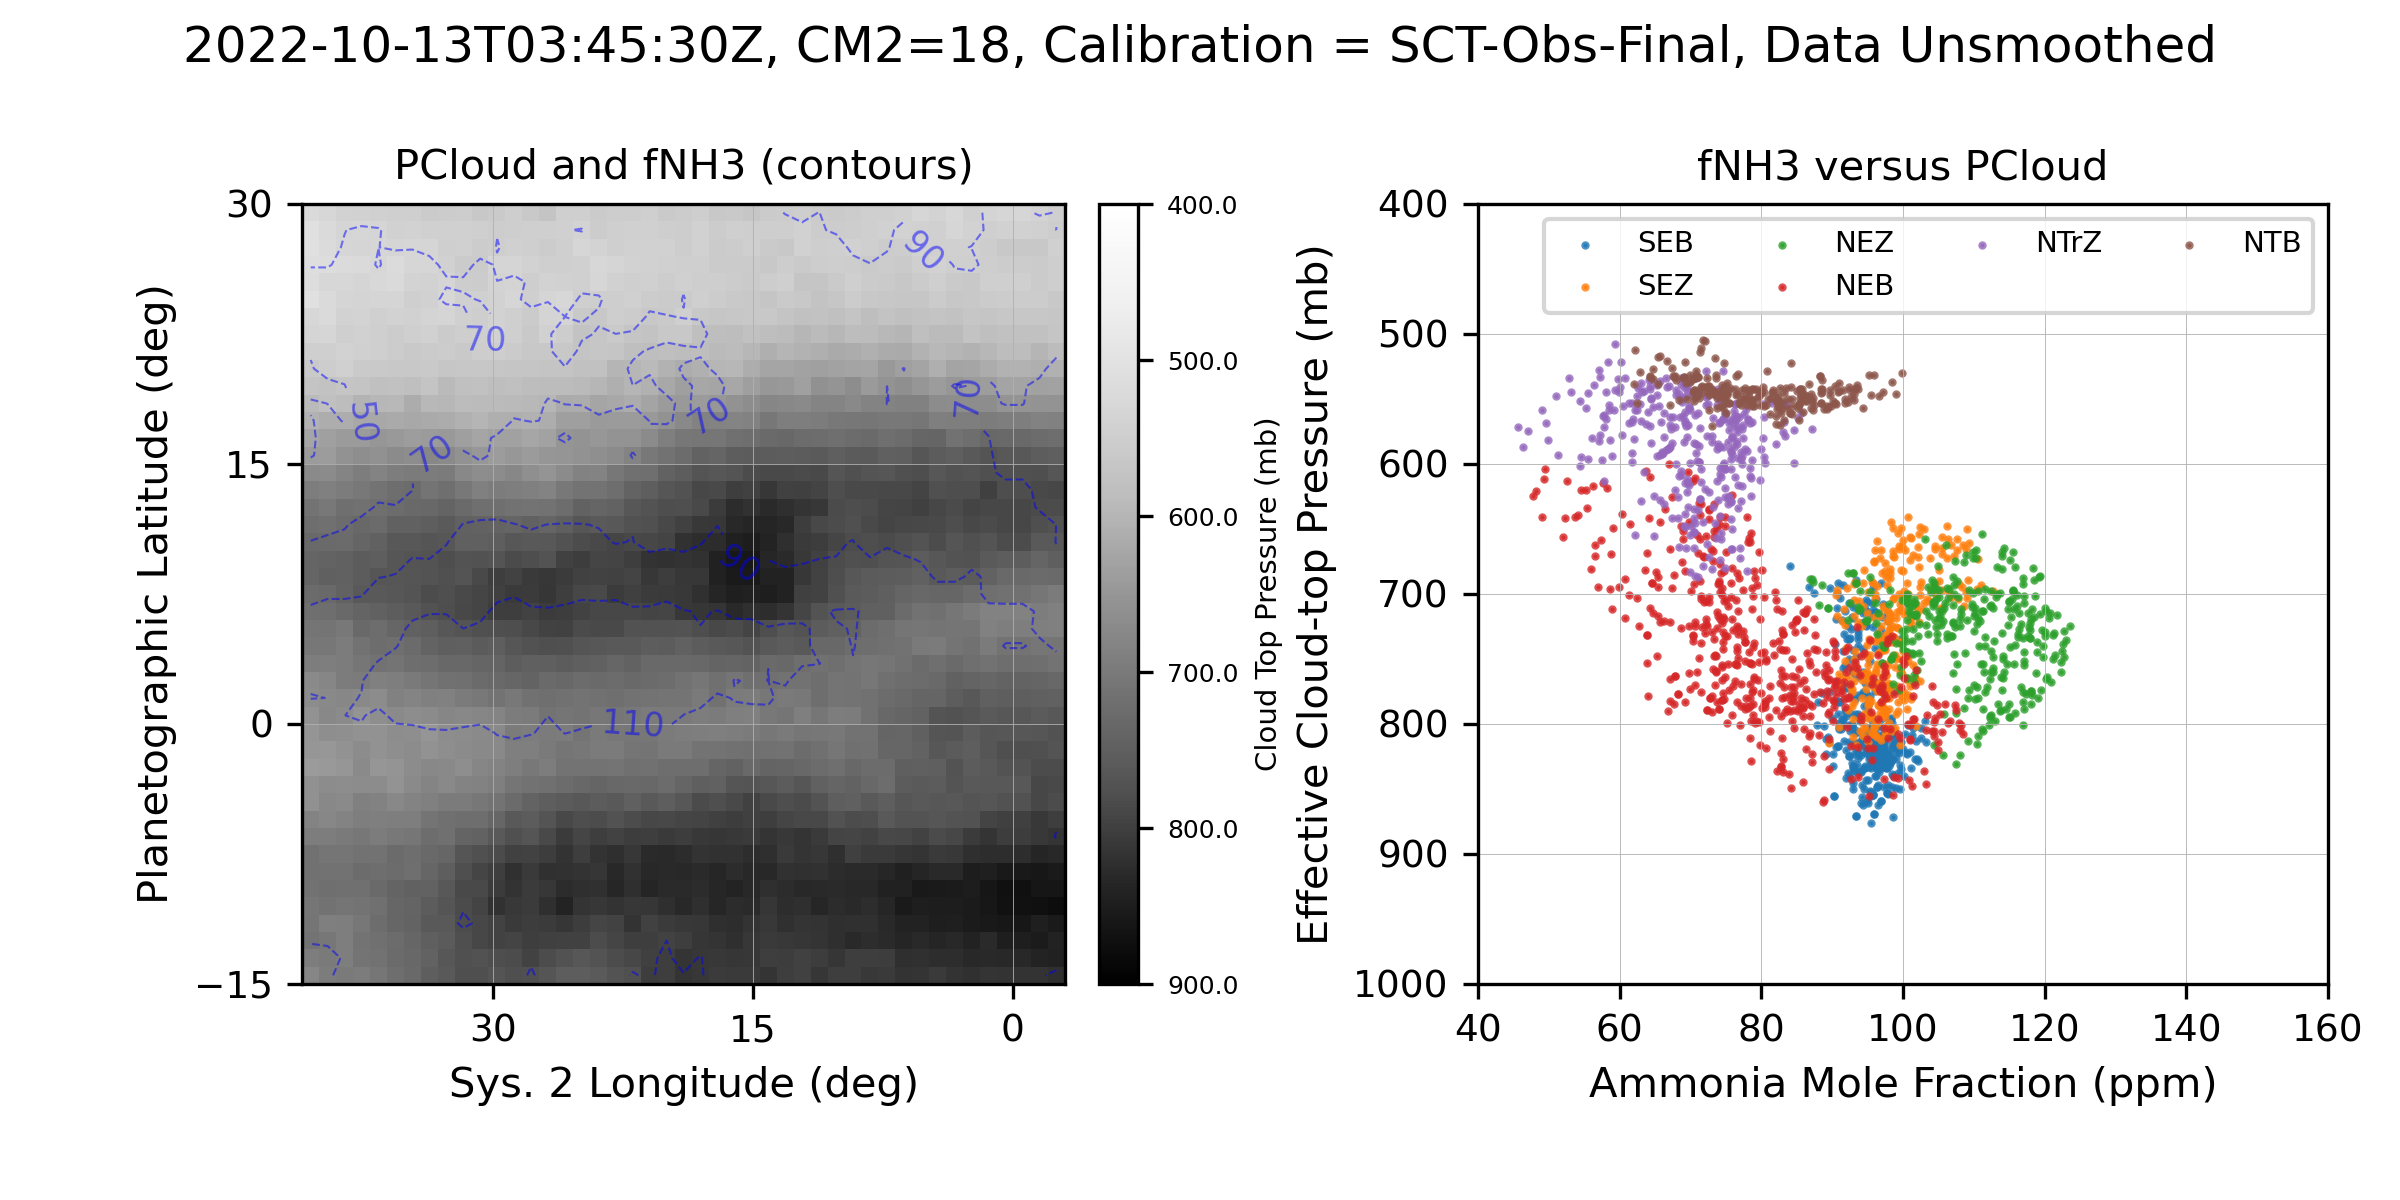 2022-10-13T03:45:30Z, CM2=18, Calibration = SCT-Obs-Final, Data Unsmoothed
PCloud and fNH3 (contours)
30
15
0
−15
Planetographic Latitude (deg)
30
15
0
Sys. 2 Longitude (deg)
90
70
50
70
70
70
90
110
400.0
500.0
600.0
700.0
800.0
900.0
Cloud Top Pressure (mb)
fNH3 versus PCloud
SEB
SEZ
NEZ
NEB
NTrZ
NTB
400
500
600
700
800
900
1000
Effective Cloud-top Pressure (mb)
40
60
80
100
120
140
160
Ammonia Mole Fraction (ppm)